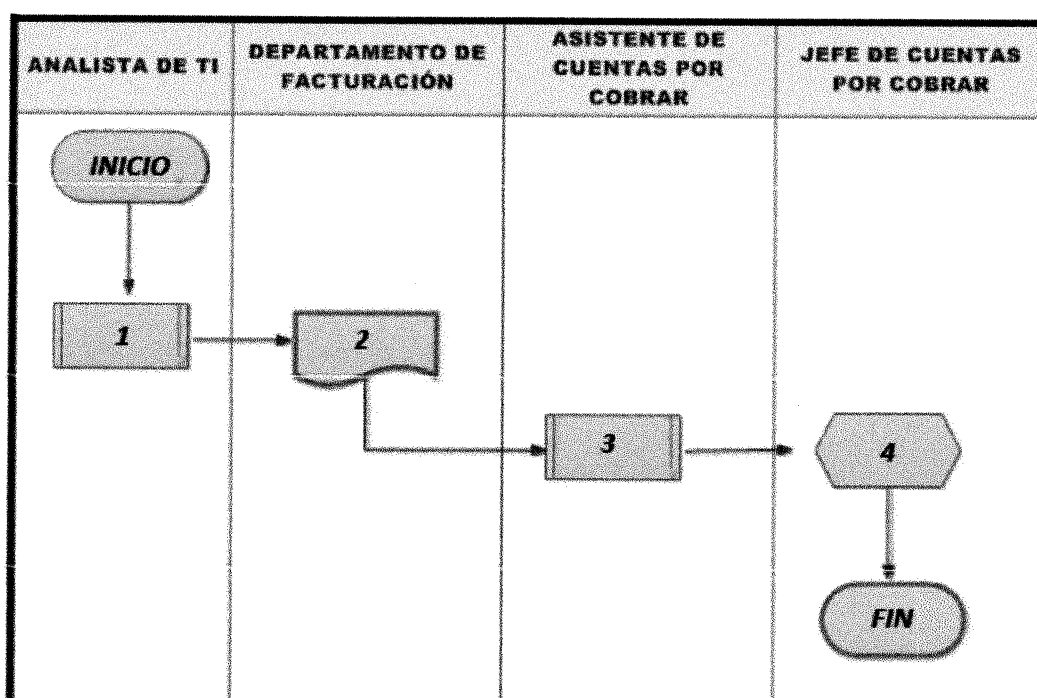 ANALISTA DE TI
DEPARTAMENTO DE
FACTURACIÓN
ASISTENTE DE
CUENTAS POR
COBRAR
JEFE DE CUENTAS
POR COBRAR
INICIO
1
2
3
4
FIN